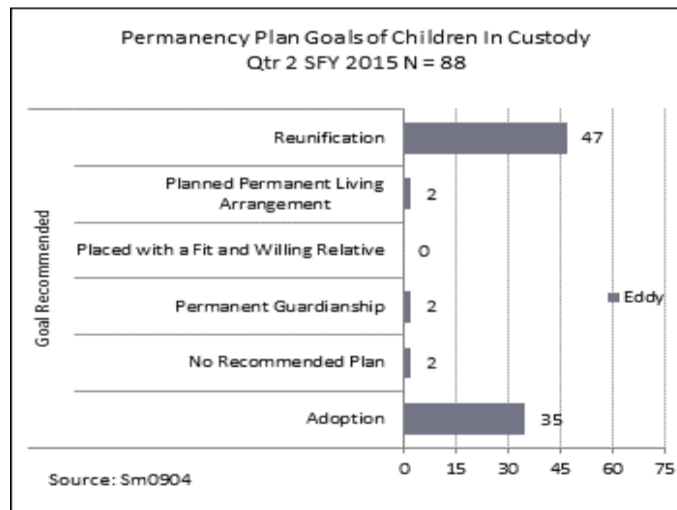 Permanency Plan Goals of Children In Custody
Qtr 2 SFY 2015 N = 88
Goal Recommended
Reunification
47
Planned Permanent Living
Arrangement
2
Placed with a Fit and Willing Relative
0
Permanent Guardianship
2
No Recommended Plan
2
Adoption
35
Eddy
0 15 30 45 60 75
Source: Sm0904